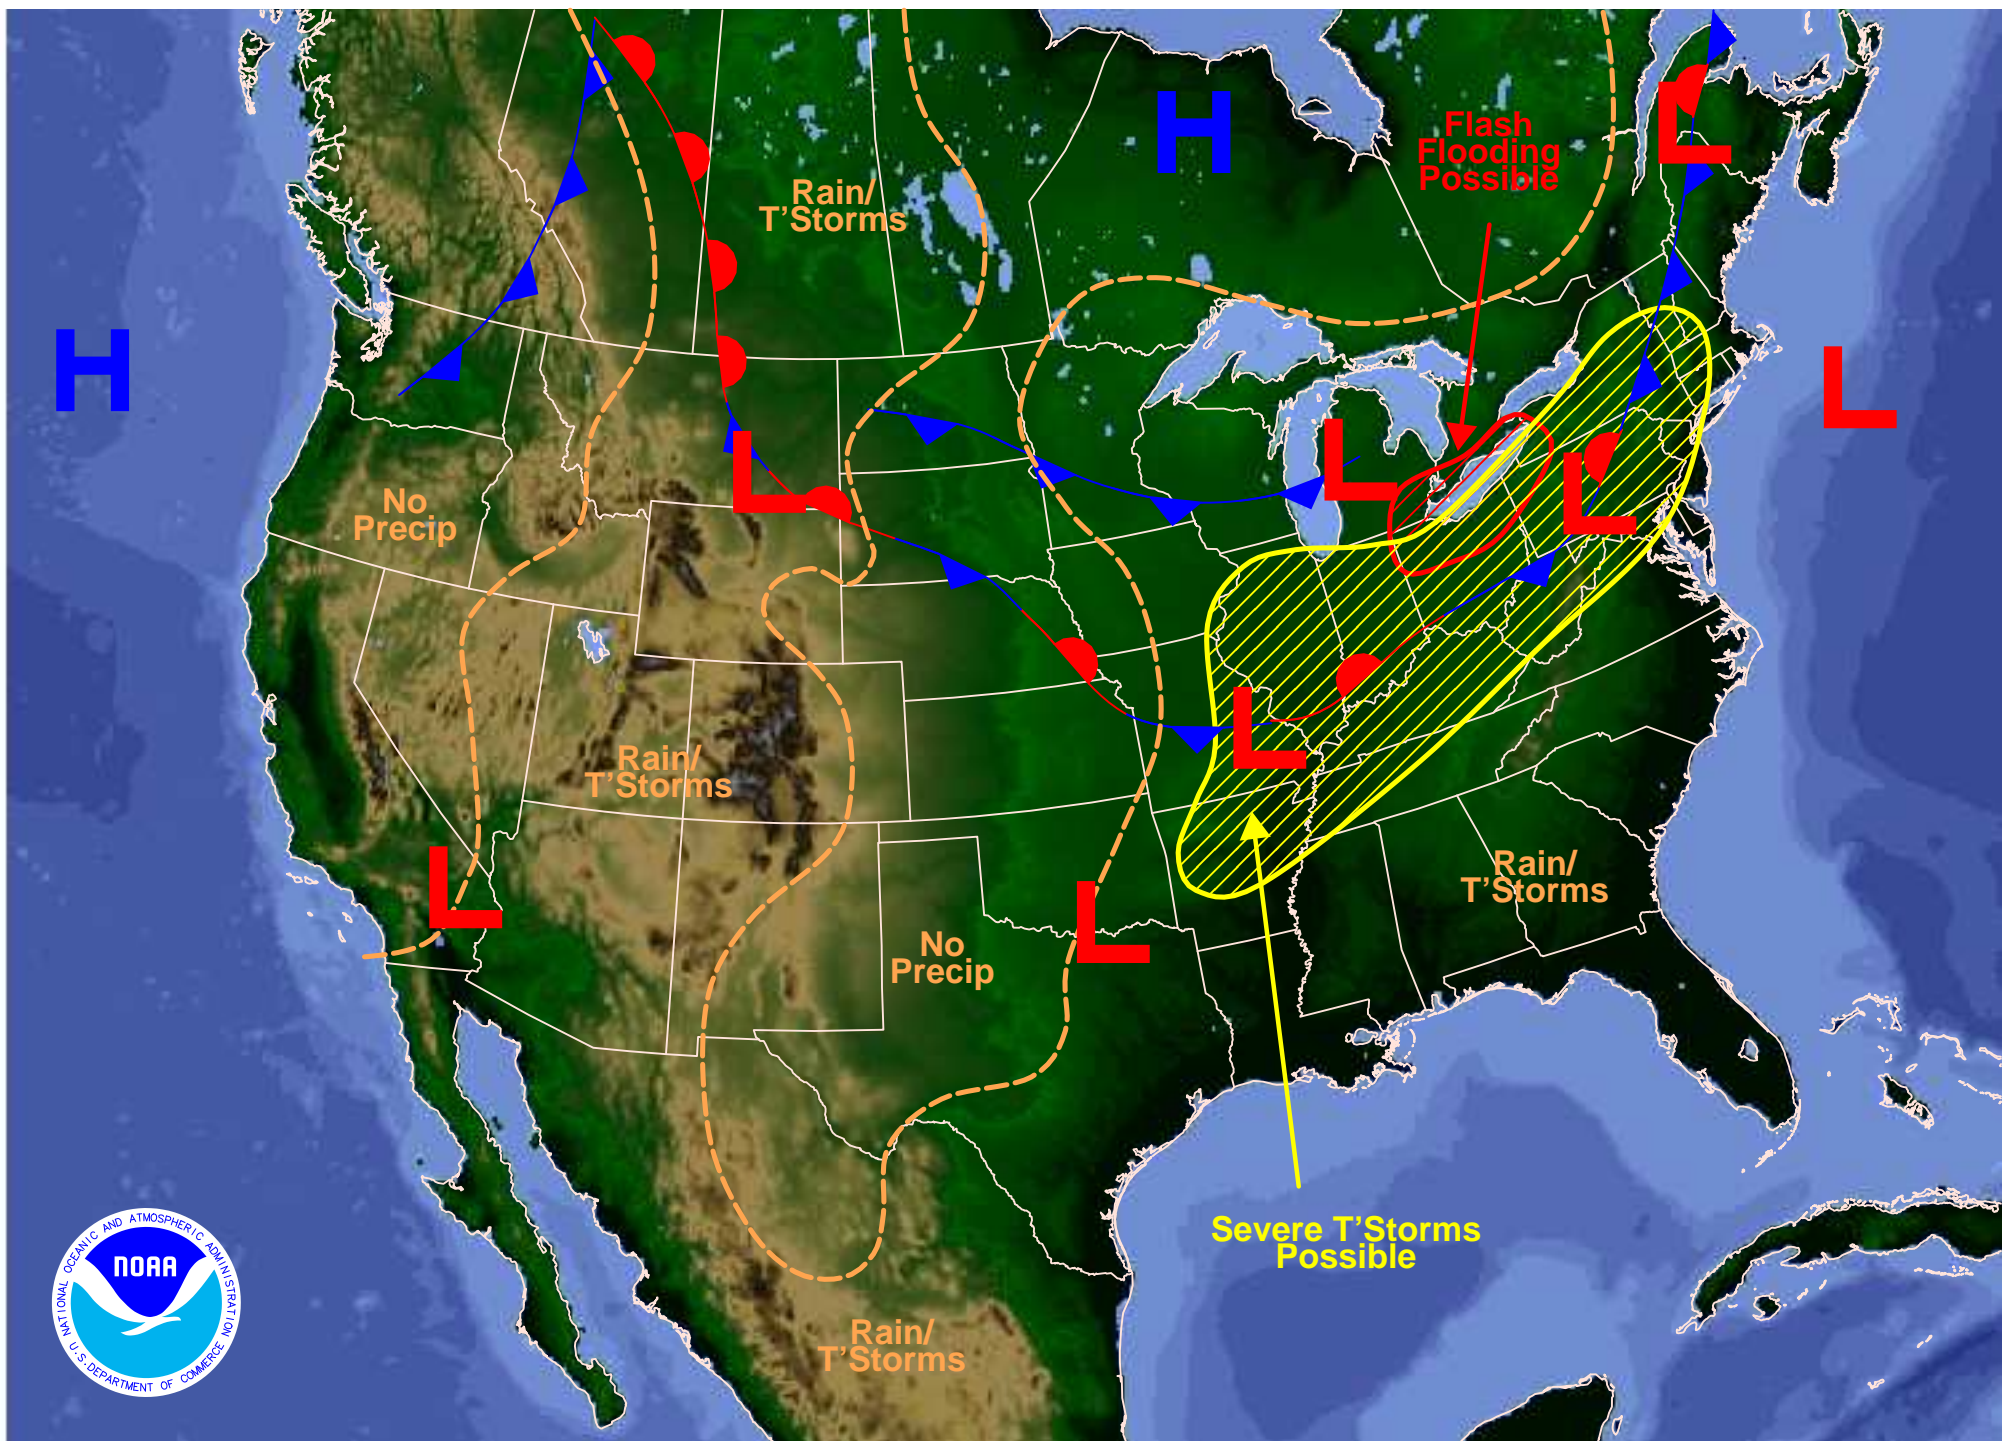 H
Flash
Flooding
Possible
L
Rain/
T'Storms
H
L
L
L
L
No
Precip
L
Rain/
T'Storms
L
L
Rain/
T'Storms
L
No
Precip
Severe T'Storms
Possible
NATIONAL OCEANIC AND ATMOSPHERIC ADMINISTRATION
NOAA
U.S. DEPARTMENT OF COMMERCE
Rain/
T'Storms